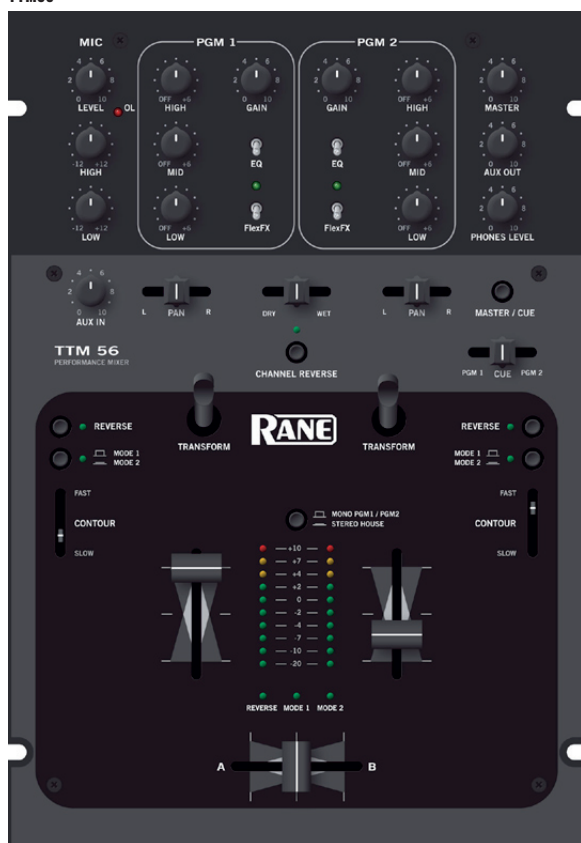 TTM56
MIC PGM 1 PGM 2
4 6 4 6 4 6 4 6
2 8 2 8 2 8 2 8
0 10 OFF +6 0 10 0 10 OFF +6 0 10
LEVEL OL HIGH GAIN GAIN HIGH MASTER
4 6
2 8
-12 +12 OFF +6 OFF +6 0 10
HIGH MID EQ EQ MID AUX OUT
4 6
2 8
-12 +12 OFF +6 OFF +6 0 10
LOW LOW FlexFX FlexFX LOW PHONES LEVEL
4 6
2 8
0 10
AUX IN
L PAN R DRY WET L PAN R MASTER / CUE
TTM 56
PERFORMANCE MIXER
CHANNEL REVERSE
PGM 1 CUE PGM 2
REVERSE TRANSFORM RANE TRANSFORM REVERSE
MODE 1 MODE 1
MODE 2 MODE 2
FAST FAST
CONTOUR CONTOUR
SLOW SLOW
MONO PGM1 / PGM2
STEREO HOUSE
+10
+7
+4
+2
0
-2
-4
-7
-10
-20
REVERSE MODE 1 MODE 2
A B